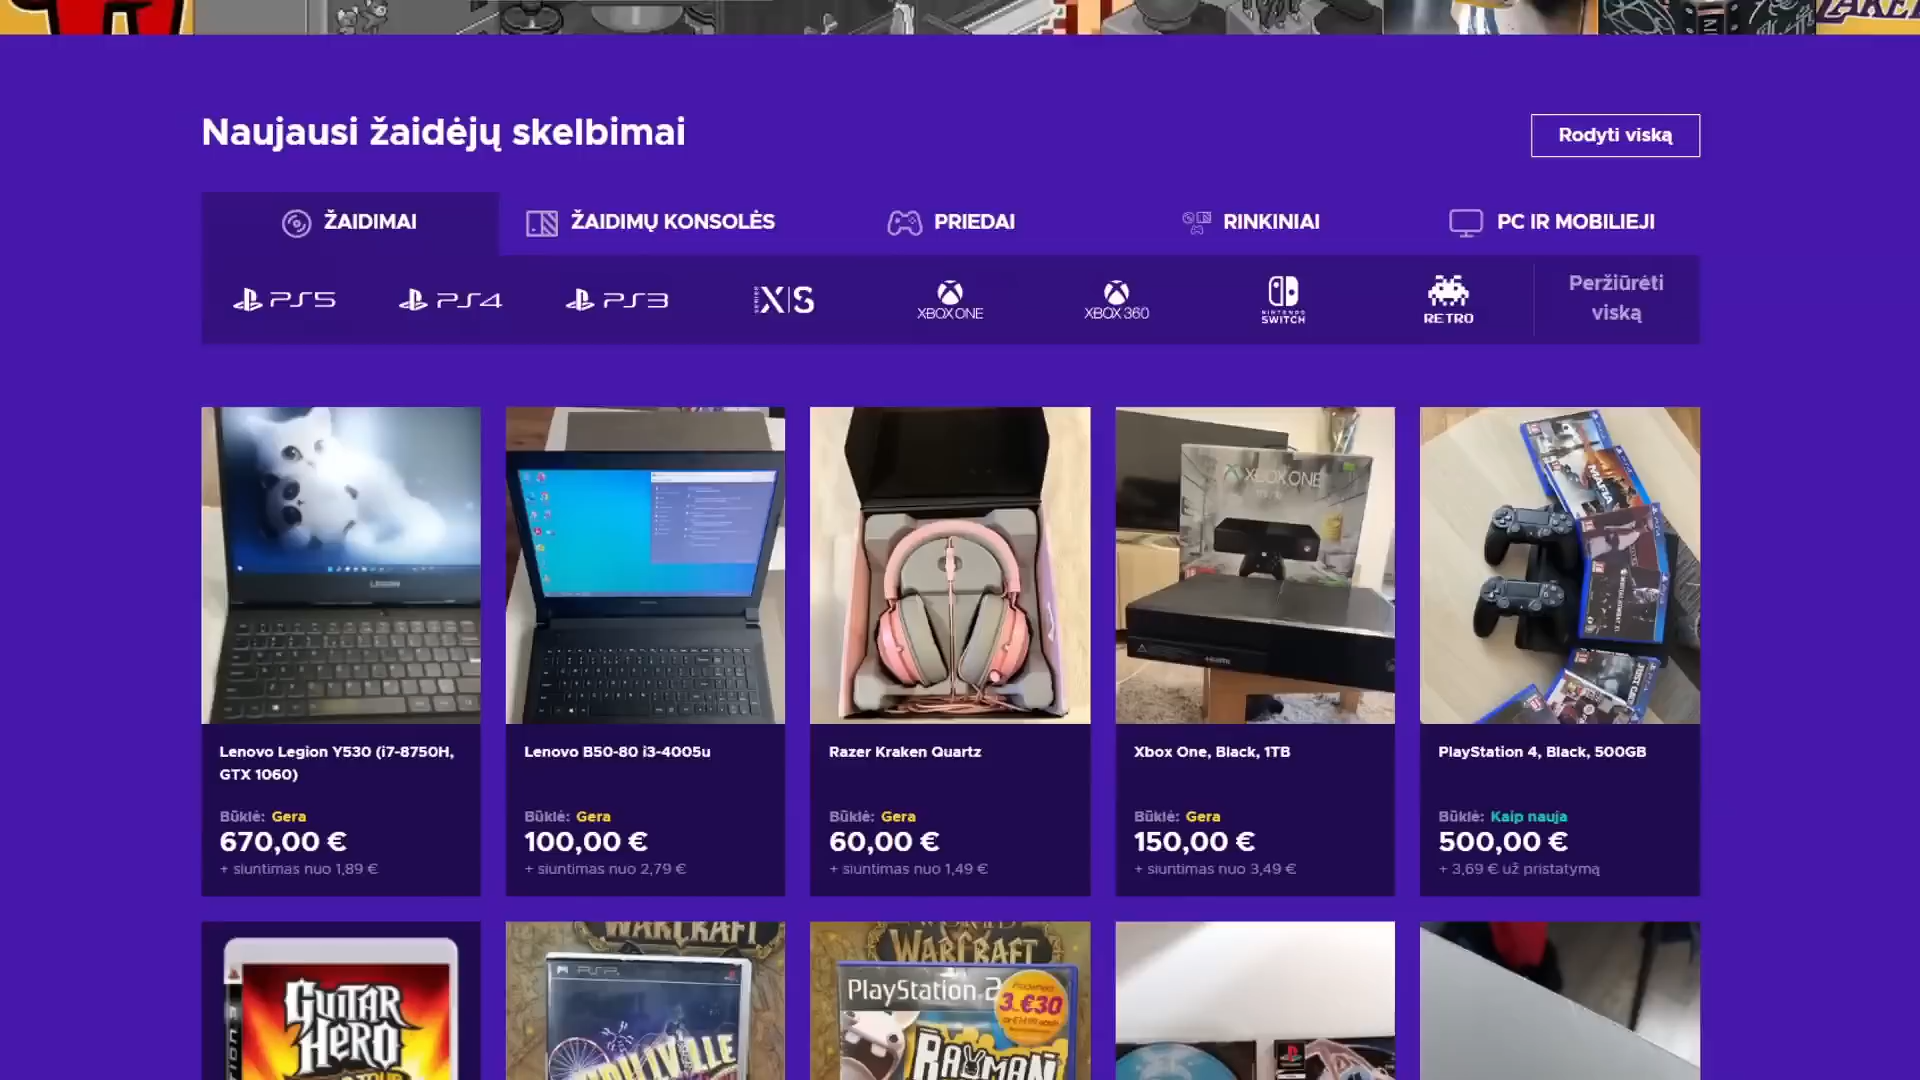 Naujausi žaidėjų skelbimai
Rodyti viską
ŽAIDIMAI
ŽAIDIMŲ KONSOLĖS
PRIEDAI
RINKINIAI
PC IR MOBILIEJI
PS5
PS4
PS3
SERIES X|S
XBOX ONE
XBOX 360
NINTENDO
SWITCH
RETRO
Peržiūrėti
viską
LEGION
XBOX ONE
MAFIA
Lenovo Legion Y530 (i7-8750H,
GTX 1060)
Būklė: Gera
670,00 €
+ siuntimas nuo 1,89 €
Lenovo B50-80 i3-4005u
Būklė: Gera
100,00 €
+ siuntimas nuo 2,79 €
Razer Kraken Quartz
Būklė: Gera
60,00 €
+ siuntimas nuo 1,49 €
Xbox One, Black, 1TB
Būklė: Gera
150,00 €
+ siuntimas nuo 3,49 €
PlayStation 4, Black, 500GB
Būklė: Kaip nauja
500,00 €
+ 3,69 € už pristatymą
GUITAR
HERO
WARCRAFT
PSP
WARCRAFT
PlayStation 2
3 €30
RAYMAN